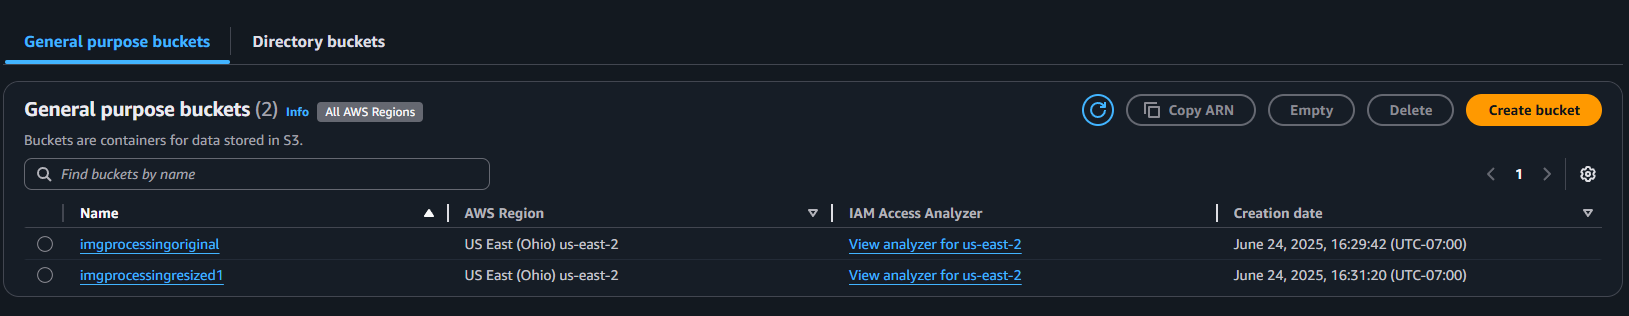 General purpose buckets Directory buckets
General purpose buckets (2) Info All AWS Regions Copy ARN Empty Delete Create bucket
Buckets are containers for data stored in S3.
Find buckets by name 1
Name AWS Region IAM Access Analyzer Creation date
imgprocessingoriginal US East (Ohio) us-east-2 View analyzer for us-east-2 June 24, 2025, 16:29:42 (UTC-07:00)
imgprocessingresized1 US East (Ohio) us-east-2 View analyzer for us-east-2 June 24, 2025, 16:31:20 (UTC-07:00)